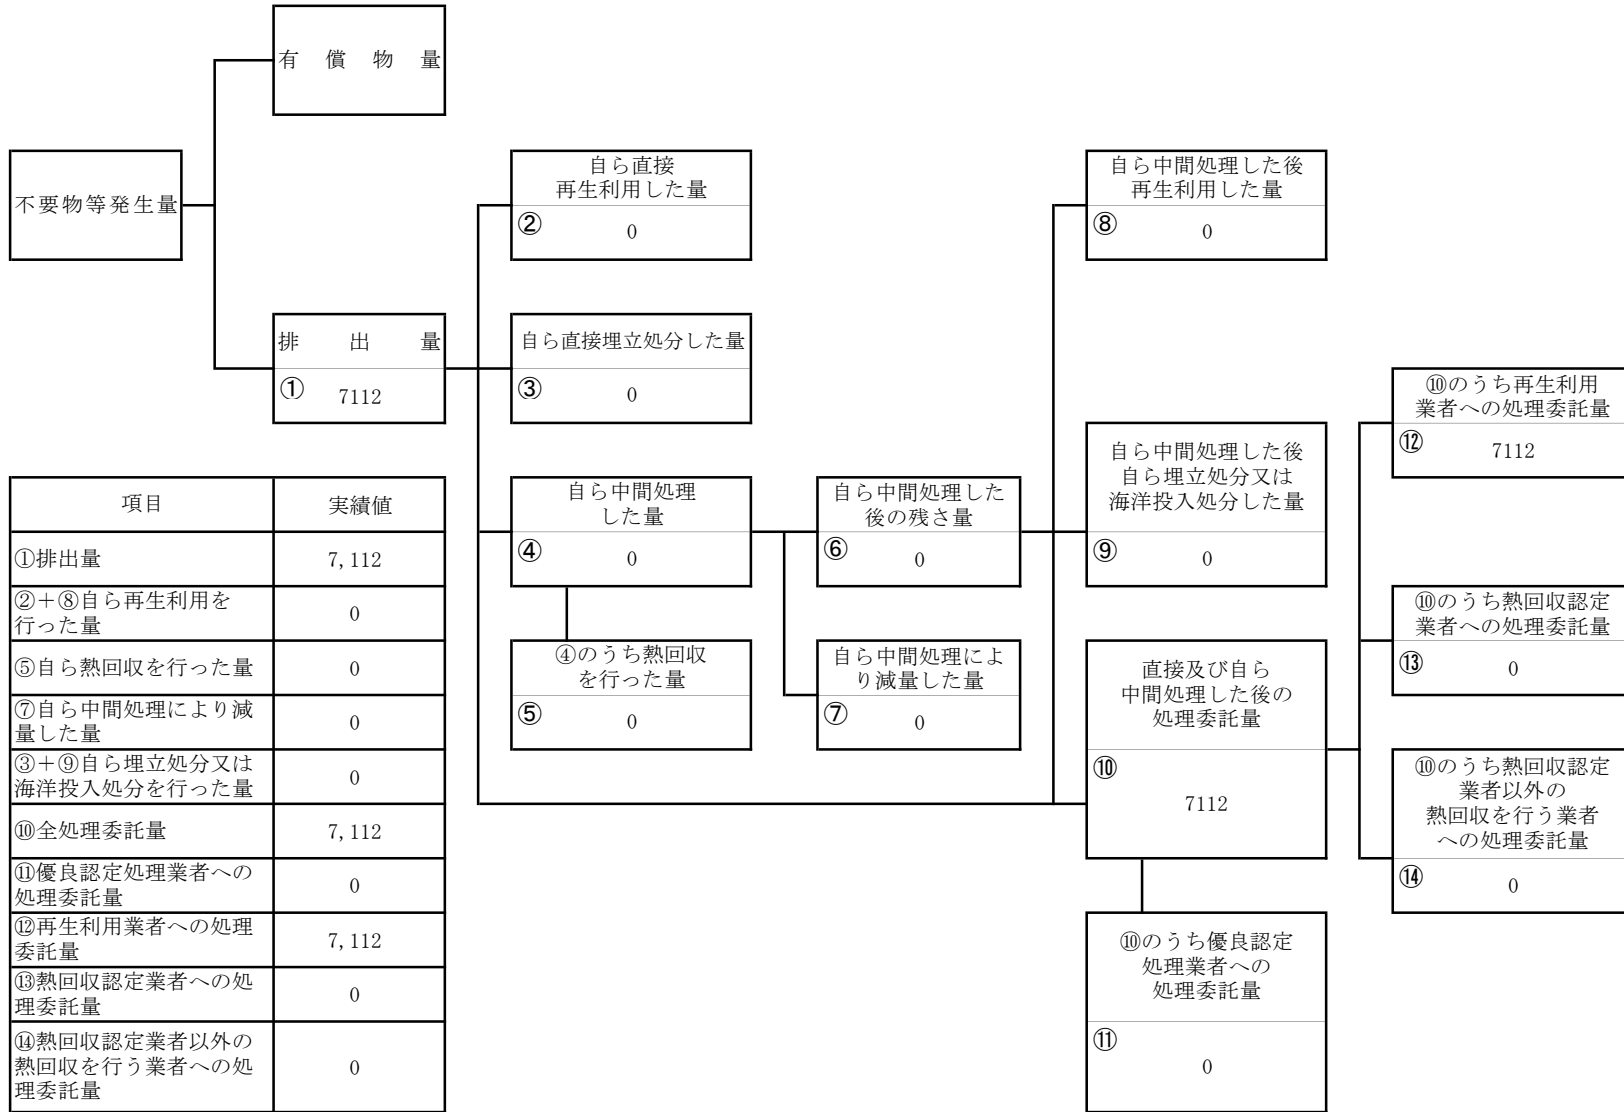 有償物量
不要物等発生量
排出量
①
7112
自ら直接
再生利用した量
②
0
自ら直接埋立処分した量
③
0
自ら中間処理
した量
④
0
④のうち熱回収
を行った量
⑤
0
自ら中間処理した
後の残さ量
⑥
0
自ら中間処理によ
り減量した量
⑦
0
自ら中間処理した後
再生利用した量
⑧
0
自ら中間処理した後
自ら埋立処分又は
海洋投入処分した量
⑨
0
直接及び自ら
中間処理した後の
処理委託量
⑩
7112
⑩のうち優良認定
処理業者への
処理委託量
⑪
0
⑩のうち再生利用
業者への処理委託量
⑫
7112
⑩のうち熱回収認定
業者への処理委託量
⑬
0
⑩のうち熱回収認定
業者以外の
熱回収を行う業者
への処理委託量
⑭
0
項目 実績値
①排出量 7,112
②＋⑧自ら再生利用を
行った量 0
⑤自ら熱回収を行った量 0
⑦自ら中間処理により減
量した量 0
③＋⑨自ら埋立処分又は
海洋投入処分を行った量 0
⑩全処理委託量 7,112
⑪優良認定処理業者への
処理委託量 0
⑫再生利用業者への処理
委託量 7,112
⑬熱回収認定業者への処
理委託量 0
⑭熱回収認定業者以外の
熱回収を行う業者への処
理委託量 0